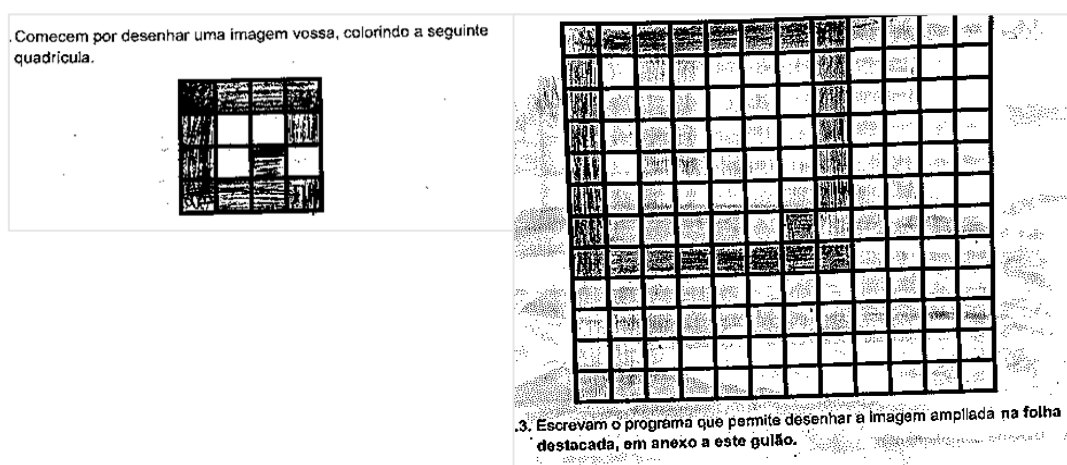 .Comecem por desenhar uma imagem vossa, colorindo a seguinte
quadrícula.
.3. Escrevam o programa que permite desenhar a imagem ampliada na folha
destacada, em anexo a este guião.